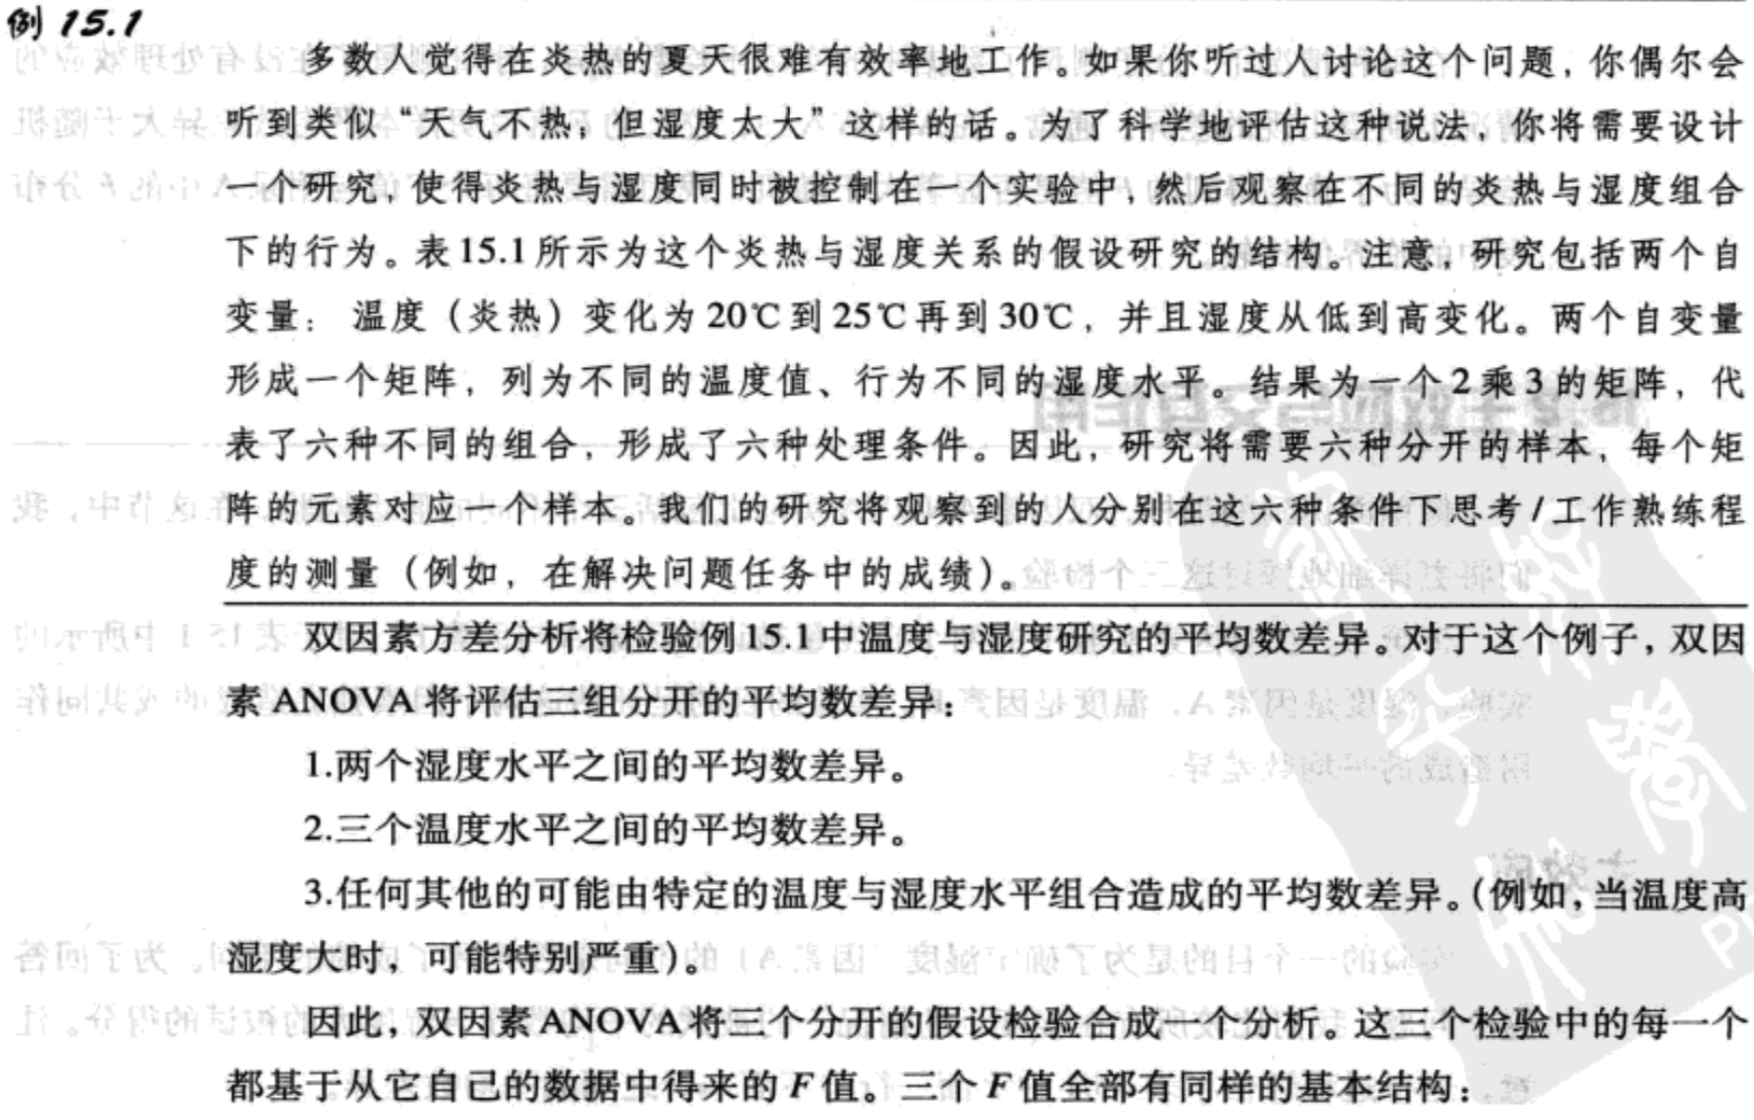 例 15.1
多数人觉得在炎热的夏天很难有效率地工作。如果你听过人讨论这个问题，你偶尔会
听到类似“天气不热，但湿度太大”这样的话。为了科学地评估这种说法，你将需要设计
一个研究，使得炎热与湿度同时被控制在一个实验中，然后观察在不同的炎热与湿度组合
下的行为。表15.1所示为这个炎热与湿度关系的假设研究的结构。注意，研究包括两个自
变量： 温度（炎热）变化为20℃到25℃再到30℃，并且湿度从低到高变化。两个自变量
形成一个矩阵，列为不同的温度值、行为不同的湿度水平。结果为一个2乘3的矩阵，代
表了六种不同的组合，形成了六种处理条件。因此，研究将需要六种分开的样本，每个矩
阵的元素对应一个样本。我们的研究将观察到的人分别在这六种条件下思考/工作熟练程
度的测量（例如，在解决问题任务中的成绩）。
双因素方差分析将检验例15.1中温度与湿度研究的平均数差异。对于这个例子，双因
素ANOVA将评估三组分开的平均数差异：
1.两个湿度水平之间的平均数差异。
2.三个温度水平之间的平均数差异。
3.任何其他的可能由特定的温度与湿度水平组合造成的平均数差异。（例如，当温度高
湿度大时，可能特别严重）。
因此，双因素ANOVA将三个分开的假设检验合成一个分析。这三个检验中的每一个
都基于从它自己的数据中得来的F值。三个F值全部有同样的基本结构：